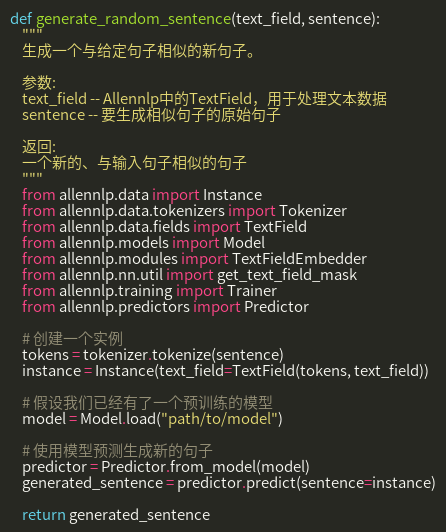 def generate_random_sentence(text_field, sentence):
"""
生成一个与给定句子相似的新句子。
参数:
text_field -- Allennlp中的TextField，用于处理文本数据
sentence -- 要生成相似句子的原始句子
返回:
一个新的、与输入句子相似的句子
"""
from allennlp.data import Instance
from allennlp.data.tokenizers import Tokenizer
from allennlp.data.fields import TextField
from allennlp.models import Model
from allennlp.modules import TextFieldEmbedder
from allennlp.nn.util import get_text_field_mask
from allennlp.training import Trainer
from allennlp.predictors import Predictor
# 创建一个实例
tokens = tokenizer.tokenize(sentence)
instance = Instance(text_field=TextField(tokens, text_field))
# 假设我们已经有了一个预训练的模型
model = Model.load("path/to/model")
# 使用模型预测生成新的句子
predictor = Predictor.from_model(model)
generated_sentence = predictor.predict(sentence=instance)
return generated_sentence